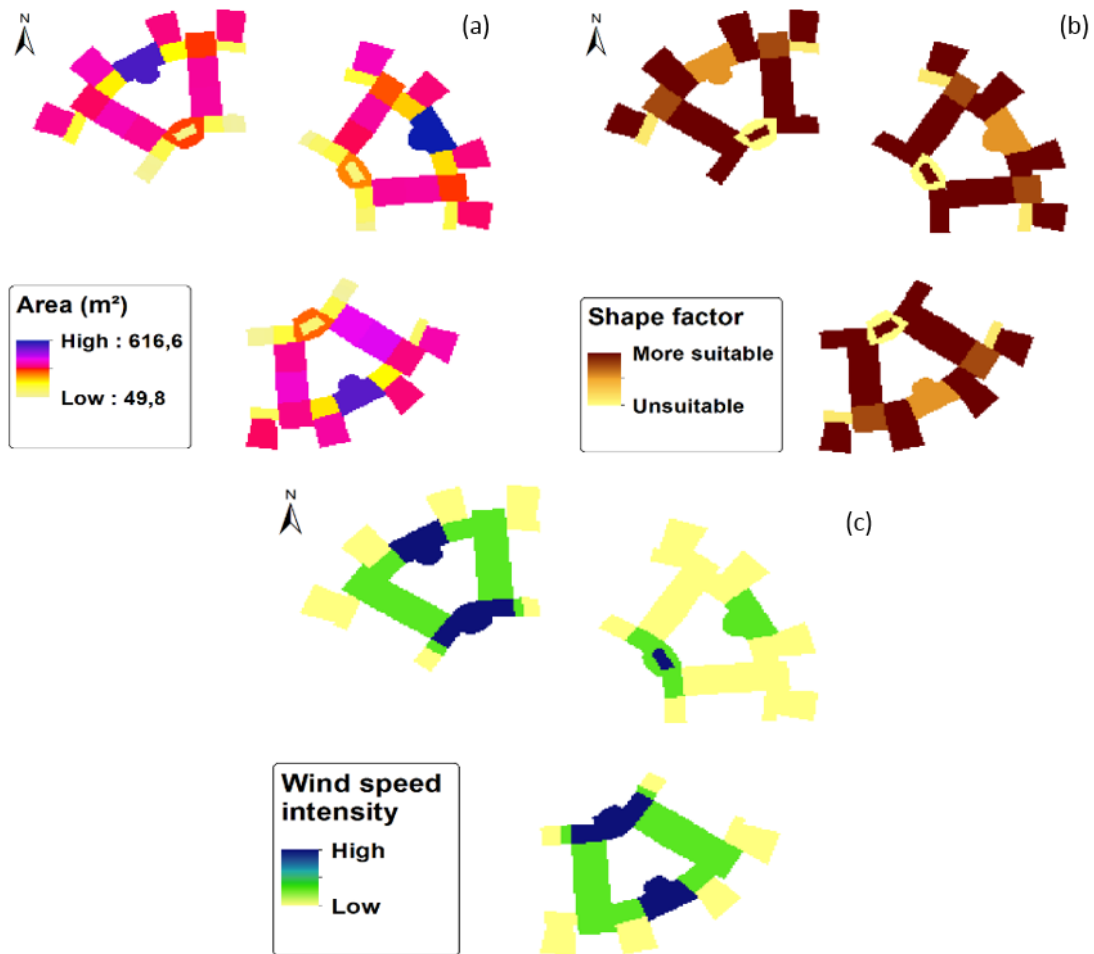 N
(a)
N
(b)
Area (m²)
High : 616,6
Low : 49,8
Shape factor
More suitable
Unsuitable
N
(c)
Wind speed
intensity
High
Low